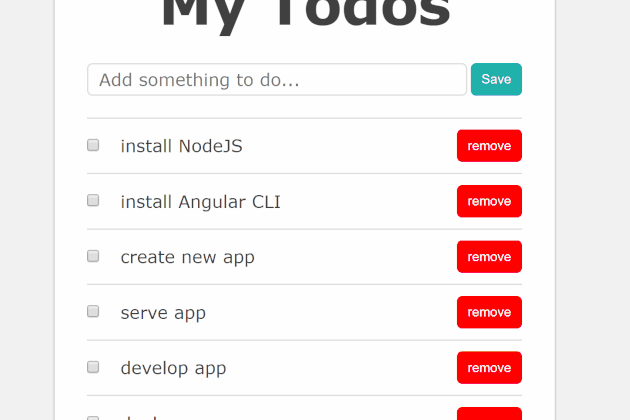 My Todos
Add something to do...
Save
install NodeJS
remove
install Angular CLI
remove
create new app
remove
serve app
remove
develop app
remove